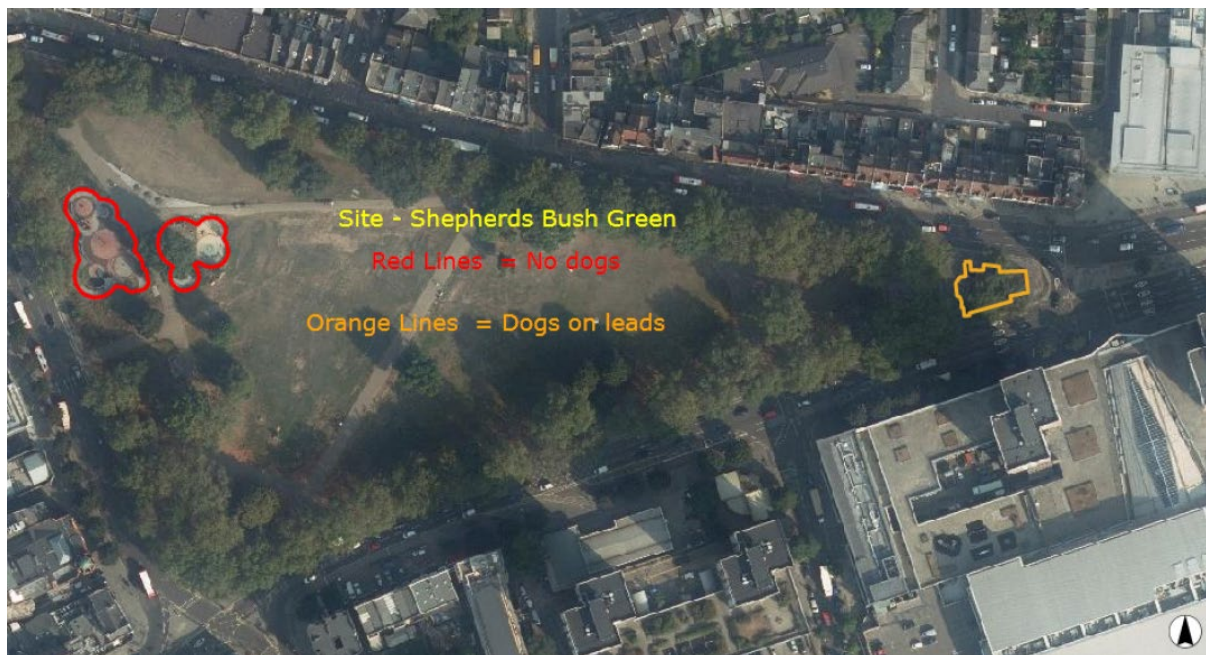 Site - Shepherds Bush Green
Red Lines  = No dogs
Orange Lines  = Dogs on leads